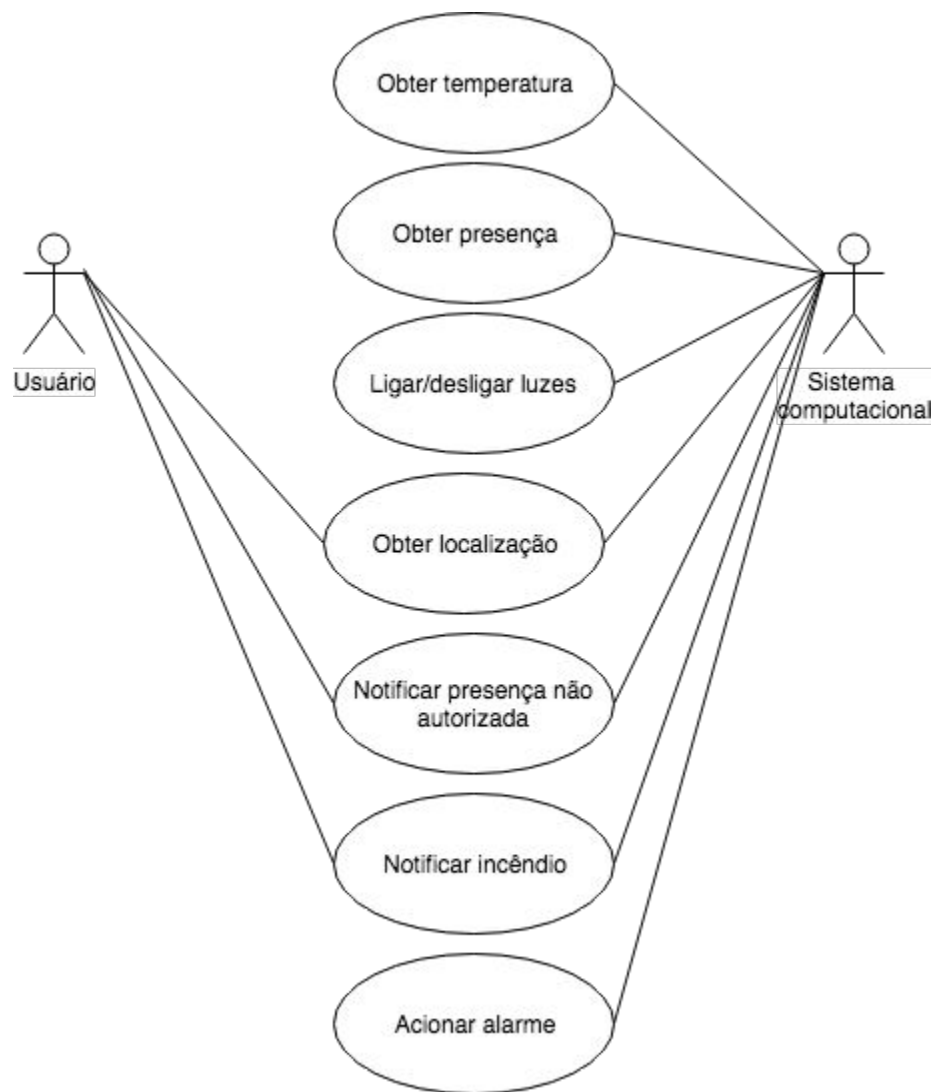 Obter temperatura
Obter presença
Usuário
Ligar/desligar luzes
Sistema
computacional
Obter localização
Notificar presença não
autorizada
Notificar incêndio
Acionar alarme